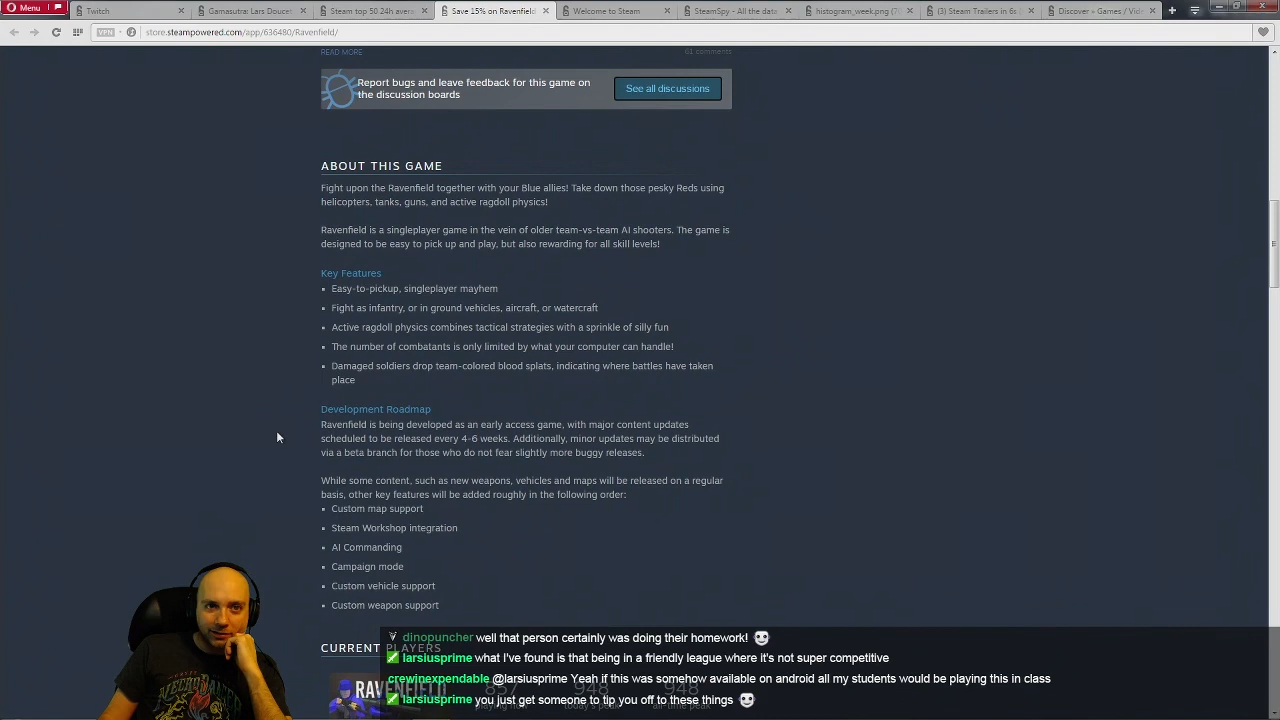 Menu
Twitch
Gamasutra: Lars Doucet
Steam top 50 24h avera
Save 15% on Ravenfield
Welcome to Steam
SteamSpy - All the data
histogram_week.png (7
(3) Steam Trailers in 6s (
Discover › Games / Vide
VPN
store.steampowered.com/app/636480/Ravenfield/
READ MORE
61 comments
Report bugs and leave feedback for this game on
the discussion boards
See all discussions
ABOUT THIS GAME
Fight upon the Ravenfield together with your Blue allies! Take down those pesky Reds using
helicopters, tanks, guns, and active ragdoll physics!
Ravenfield is a singleplayer game in the vein of older team-vs-team AI shooters. The game is
designed to be easy to pick up and play, but also rewarding for all skill levels!
Key Features
Easy-to-pickup, singleplayer mayhem
Fight as infantry, or in ground vehicles, aircraft, or watercraft
Active ragdoll physics combines tactical strategies with a sprinkle of silly fun
The number of combatants is only limited by what your computer can handle!
Damaged soldiers drop team-colored blood splats, indicating where battles have taken
place
Development Roadmap
Ravenfield is being developed as an early access game, with major content updates
scheduled to be released every 4-6 weeks. Additionally, minor updates may be distributed
via a beta branch for those who do not fear slightly more buggy releases.
While some content, such as new weapons, vehicles and maps will be released on a regular
basis, other key features will be added roughly in the following order:
Custom map support
Steam Workshop integration
AI Commanding
Campaign mode
Custom vehicle support
Custom weapon support
CURRENT PLAYERS
dinopuncher well that person certainly was doing their homework!
larsiusprime what I've found is that being in a friendly league where it's not super competitive
crewinexpendable @larsiusprime Yeah if this was somehow available on android all my students would be playing this in class
RAVENFIELD
857 948 948
larsiusprime you just get someone to tip you off to these things